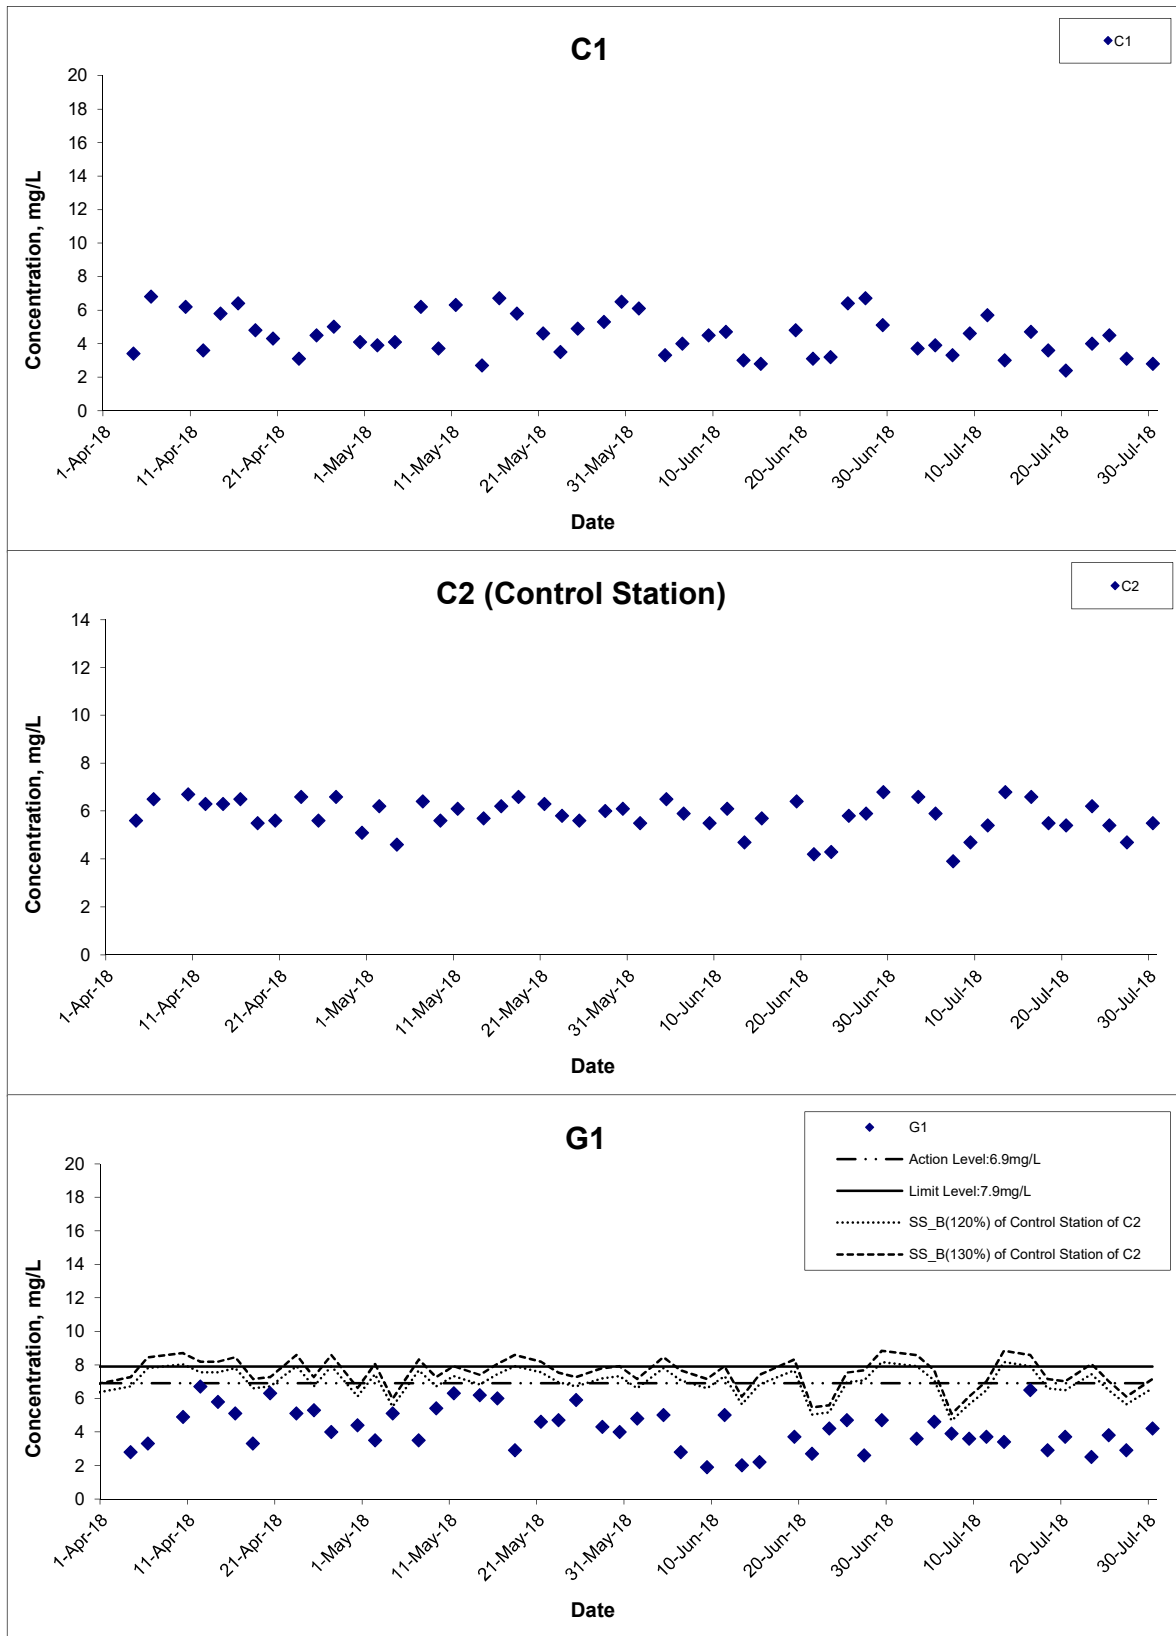 C1
C1
20
18
16
14
12
10
8
6
4
2
0
Concentration, mg/L
1-Apr-18
11-Apr-18
21-Apr-18
1-May-18
11-May-18
21-May-18
31-May-18
10-Jun-18
20-Jun-18
30-Jun-18
10-Jul-18
20-Jul-18
30-Jul-18
Date
C2 (Control Station)
C2
14
12
10
8
6
4
2
0
Concentration, mg/L
1-Apr-18
11-Apr-18
21-Apr-18
1-May-18
11-May-18
21-May-18
31-May-18
10-Jun-18
20-Jun-18
30-Jun-18
10-Jul-18
20-Jul-18
30-Jul-18
Date
G1
G1
Action Level:6.9mg/L
Limit Level:7.9mg/L
SS_B(120%) of Control Station of C2
SS_B(130%) of Control Station of C2
20
18
16
14
12
10
8
6
4
2
0
Concentration, mg/L
1-Apr-18
11-Apr-18
21-Apr-18
1-May-18
11-May-18
21-May-18
31-May-18
10-Jun-18
20-Jun-18
30-Jun-18
10-Jul-18
20-Jul-18
30-Jul-18
Date